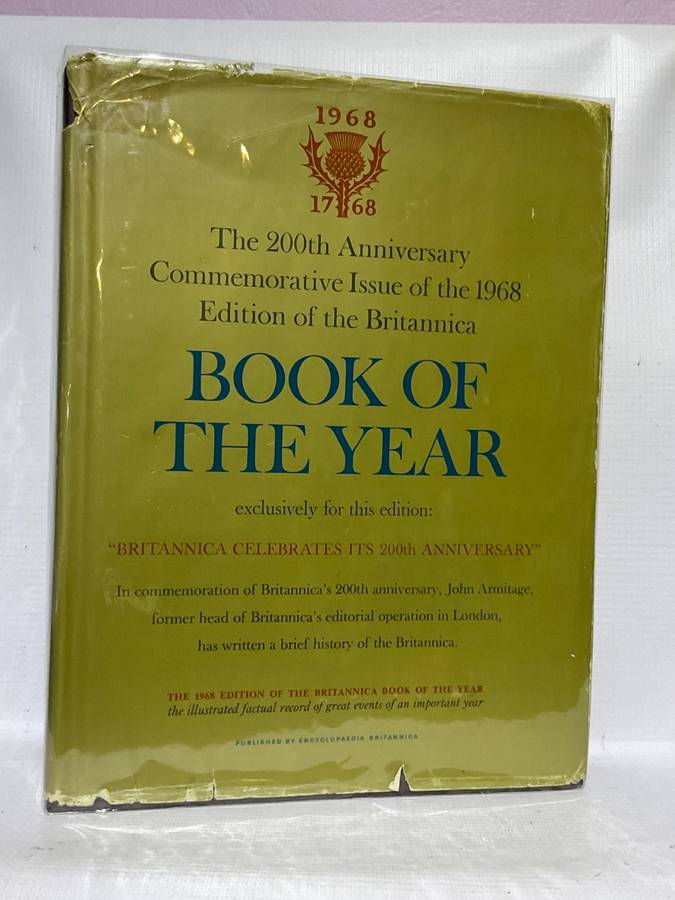 1968
1768
The 200th Anniversary
Commemorative Issue of the 1968
Edition of the Britannica
BOOK OF
THE YEAR
exclusively for this edition:
"BRITANNICA CELEBRATES ITS 200th ANNIVERSARY"
In commemoration of Britannica's 200th anniversary, John Armitage,
former head of Britannica's editorial operation in London,
has written a brief history of the Britannica.
THE 1968 EDITION OF THE BRITANNICA BOOK OF THE YEAR
the illustrated factual record of great events of an important year
PUBLISHED BY ENCYCLOPAEDIA BRITANNICA